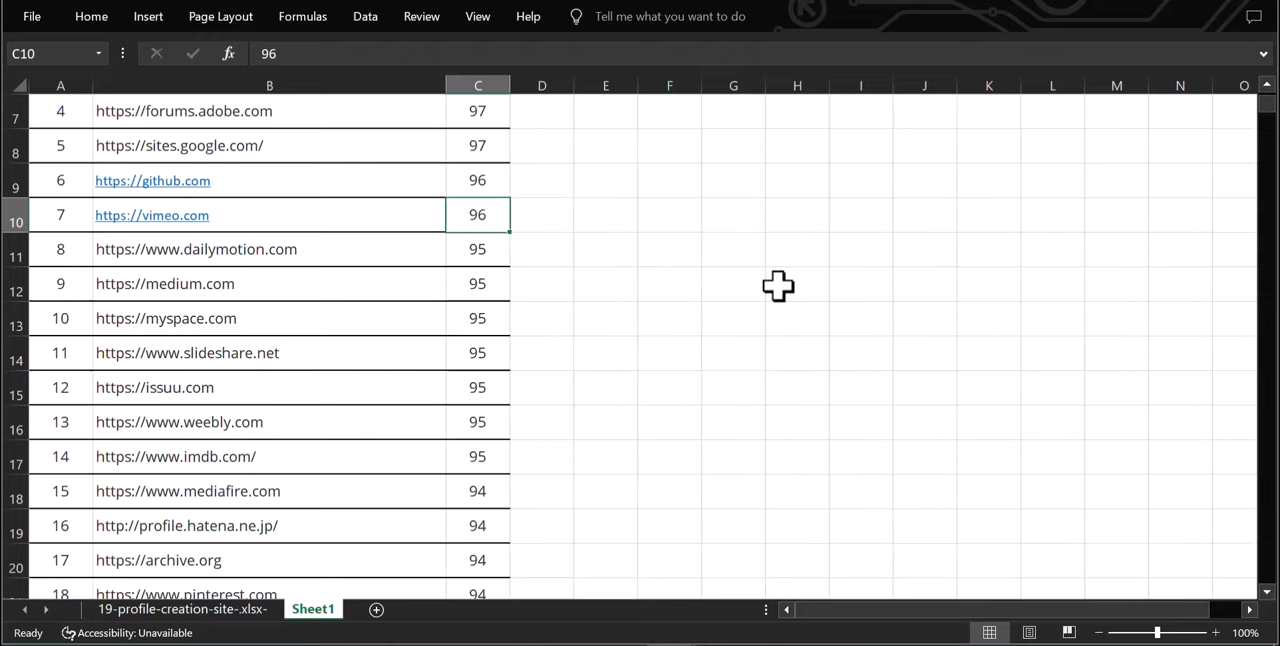 File Home Insert Page Layout Formulas Data Review View Help Tell me what you want to do
C10 fx 96
A B C D E F G H I J K L M N O
7 4 https://forums.adobe.com 97
8 5 https://sites.google.com/ 97
9 6 https://github.com 96
10 7 https://vimeo.com 96
11 8 https://www.dailymotion.com 95
12 9 https://medium.com 95
13 10 https://myspace.com 95
14 11 https://www.slideshare.net 95
15 12 https://issuu.com 95
16 13 https://www.weebly.com 95
17 14 https://www.imdb.com/ 95
18 15 https://www.mediafire.com 94
19 16 http://profile.hatena.ne.jp/ 94
20 17 https://archive.org 94
18 https://www.pinterest.com 94
19-profile-creation-site-.xlsx- Sheet1
Ready Accessibility: Unavailable 100%